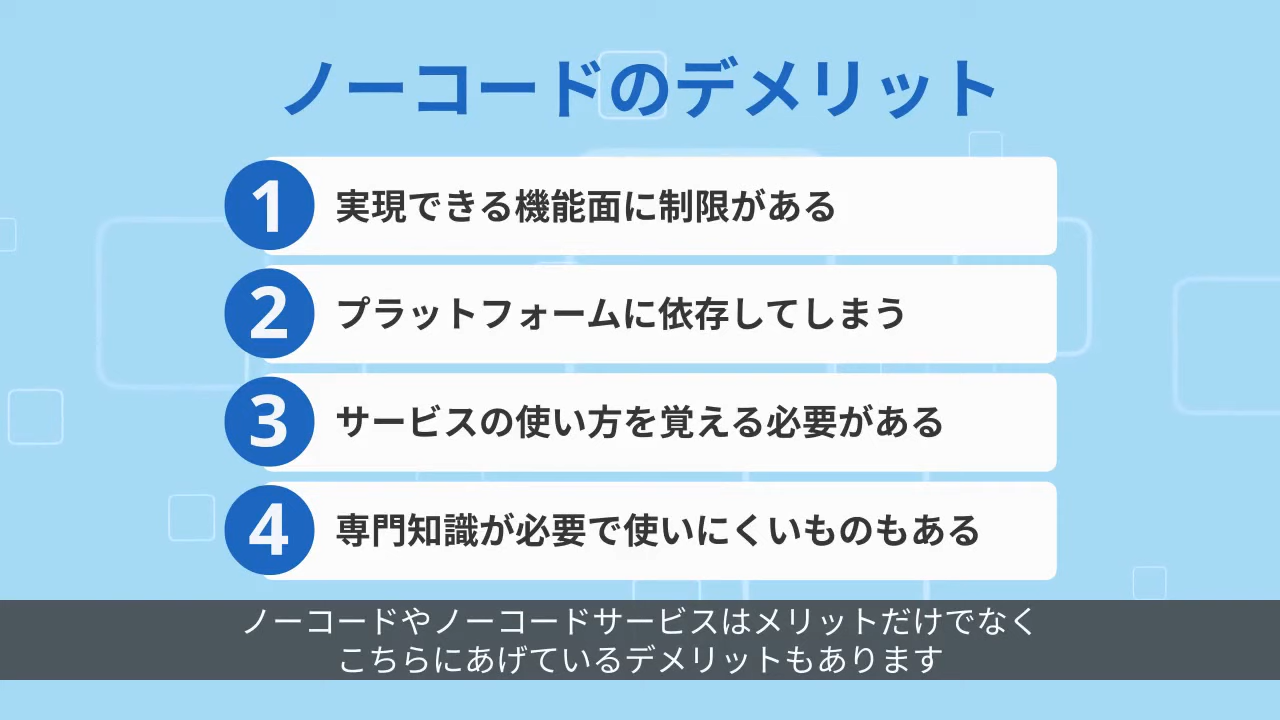 ノーコードのデメリット
1 実現できる機能面に制限がある
2 プラットフォームに依存してしまう
3 サービスの使い方を覚える必要がある
4 専門知識が必要で使いにくいものもある
ノーコードやノーコードサービスはメリットだけでなく
こちらにあげているデメリットもあります